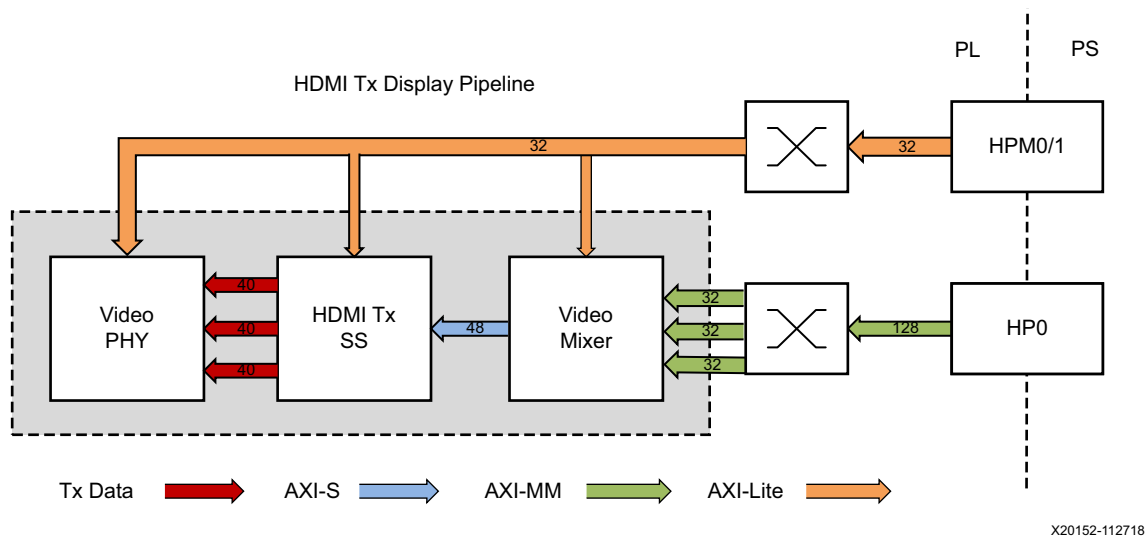 PL
PS
HDMI Tx Display Pipeline
32
32
HPM0/1
Video
PHY
40
40
40
HDMI Tx
SS
48
Video
Mixer
32
32
32
128
HP0
Tx Data
AXI-S
AXI-MM
AXI-Lite
X20152-112718